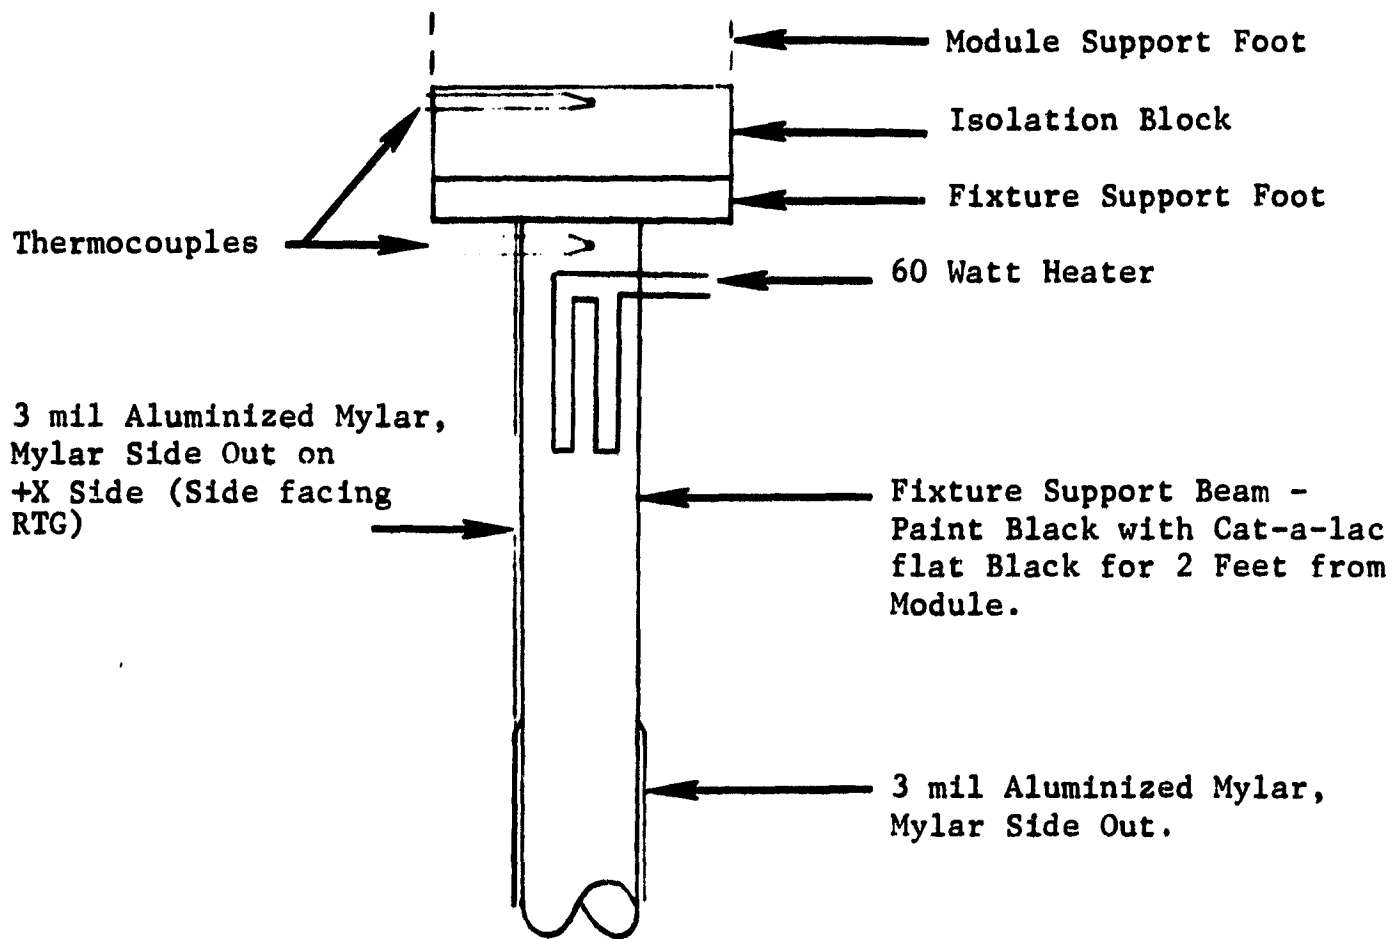 Module Support Foot
Isolation Block
Fixture Support Foot
Thermocouples
60 Watt Heater
3 mil Aluminized Mylar,
Mylar Side Out on
+X Side (Side facing
RTG)
Fixture Support Beam -
Paint Black with Cat-a-lac
flat Black for 2 Feet from
Module.
3 mil Aluminized Mylar,
Mylar Side Out.